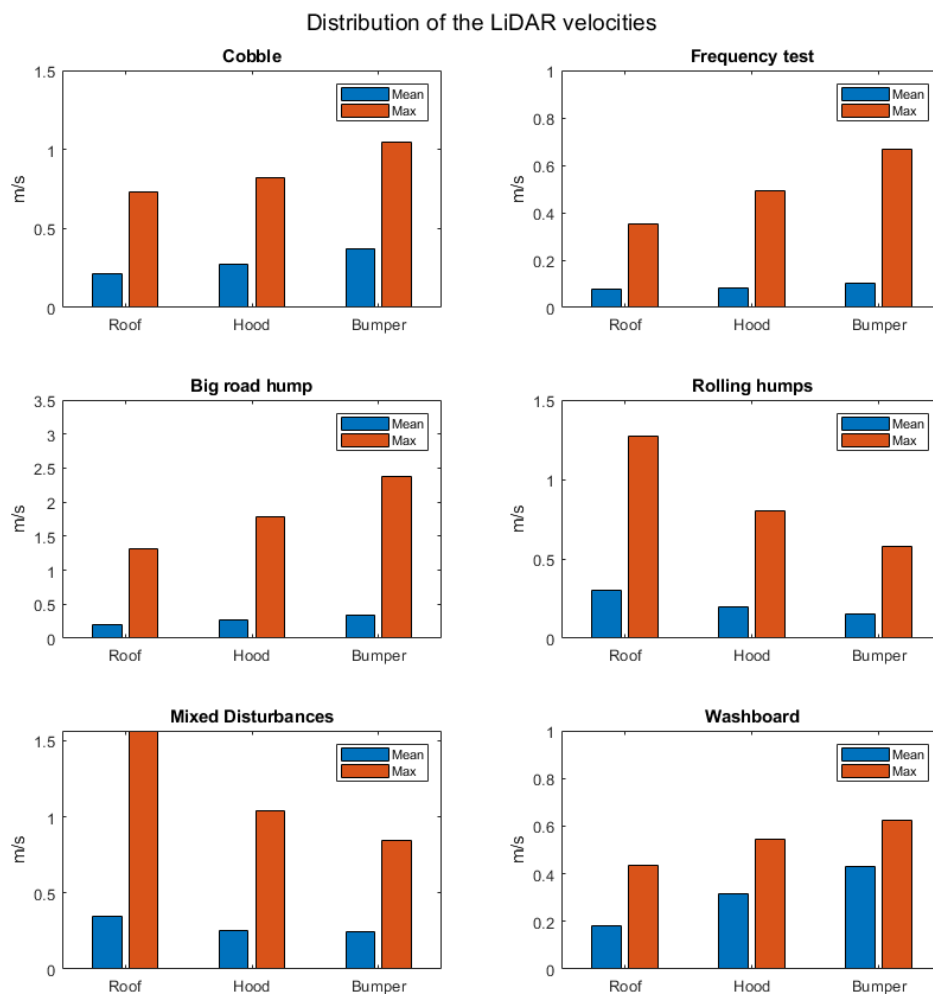 Distribution of the LiDAR velocities
Cobble
1.5
1
0.5
0
m/s
Mean
Max
Roof Hood Bumper
Frequency test
1
0.8
0.6
0.4
0.2
0
m/s
Mean
Max
Roof Hood Bumper
Big road hump
3.5
3
2.5
2
1.5
1
0.5
0
m/s
Mean
Max
Roof Hood Bumper
Rolling humps
1.5
1
0.5
0
m/s
Mean
Max
Roof Hood Bumper
Mixed Disturbances
1.5
1
0.5
0
m/s
Mean
Max
Roof Hood Bumper
Washboard
1
0.8
0.6
0.4
0.2
0
m/s
Mean
Max
Roof Hood Bumper